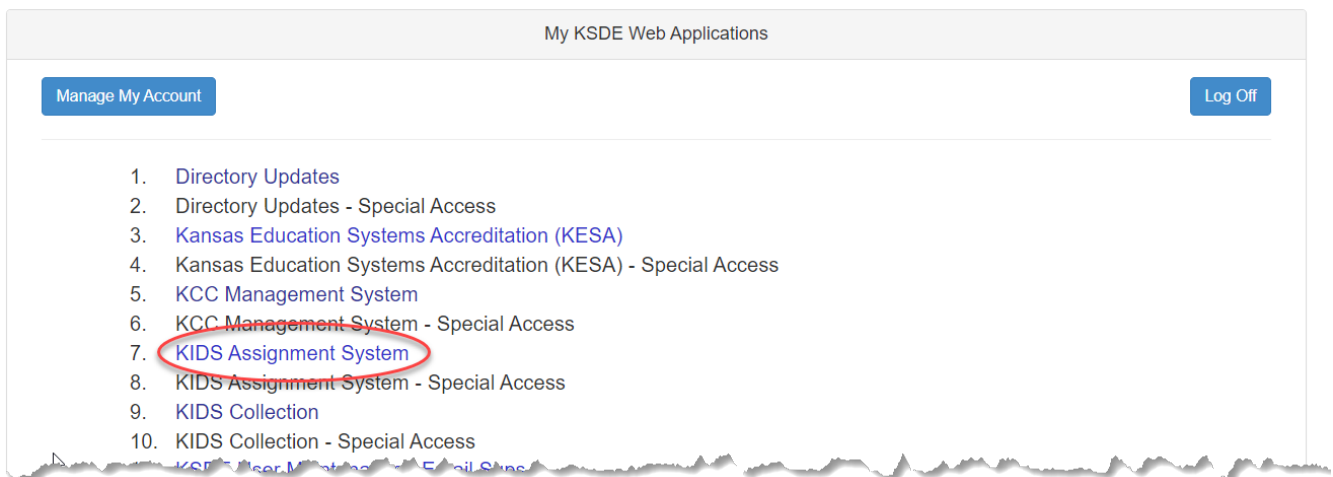 My KSDE Web Applications
Manage My Account
Log Off
1. Directory Updates
2. Directory Updates - Special Access
3. Kansas Education Systems Accreditation (KESA)
4. Kansas Education Systems Accreditation (KESA) - Special Access
5. KCC Management System
6. KCC Management System - Special Access
7. KIDS Assignment System
8. KIDS Assignment System - Special Access
9. KIDS Collection
10. KIDS Collection - Special Access